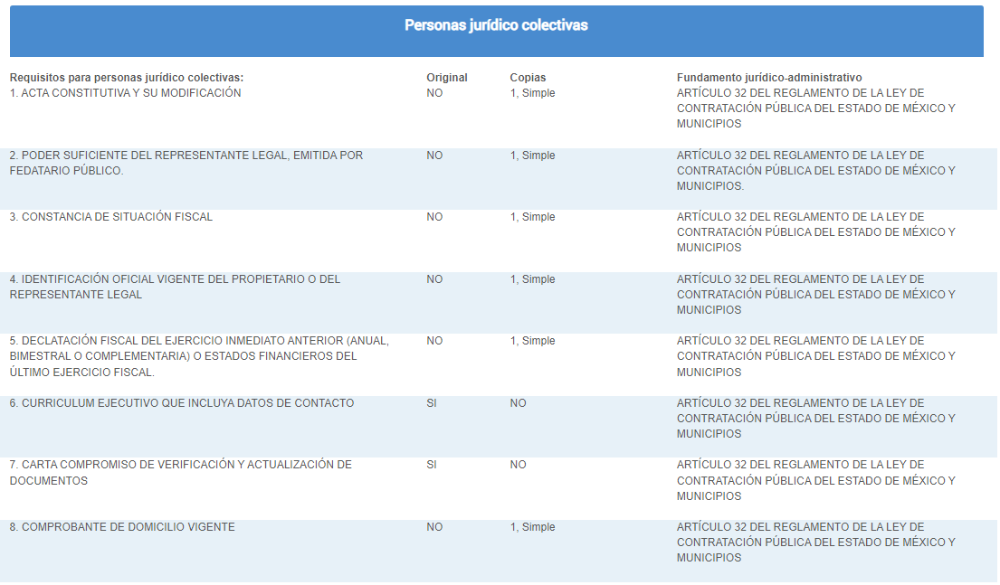 Personas jurídico colectivas
Requisitos para personas jurídico colectivas: Original Copias Fundamento jurídico-administrativo
1. ACTA CONSTITUTIVA Y SU MODIFICACIÓN NO 1, Simple ARTÍCULO 32 DEL REGLAMENTO DE LA LEY DE
CONTRATACIÓN PÚBLICA DEL ESTADO DE MÉXICO Y
MUNICIPIOS
2. PODER SUFICIENTE DEL REPRESENTANTE LEGAL, EMITIDA POR NO 1, Simple ARTÍCULO 32 DEL REGLAMENTO DE LA LEY DE
FEDATARIO PÚBLICO. CONTRATACIÓN PÚBLICA DEL ESTADO DE MÉXICO Y
MUNICIPIOS.
3. CONSTANCIA DE SITUACIÓN FISCAL NO 1, Simple ARTÍCULO 32 DEL REGLAMENTO DE LA LEY DE
CONTRATACIÓN PÚBLICA DEL ESTADO DE MÉXICO Y
MUNICIPIOS
4. IDENTIFICACIÓN OFICIAL VIGENTE DEL PROPIETARIO O DEL NO 1, Simple ARTÍCULO 32 DEL REGLAMENTO DE LA LEY DE
REPRESENTANTE LEGAL CONTRATACIÓN PÚBLICA DEL ESTADO DE MÉXICO Y
MUNICIPIOS
5. DECLATACIÓN FISCAL DEL EJERCICIO INMEDIATO ANTERIOR (ANUAL, NO 1, Simple ARTÍCULO 32 DEL REGLAMENTO DE LA LEY DE
BIMESTRAL O COMPLEMENTARIA) O ESTADOS FINANCIEROS DEL CONTRATACIÓN PÚBLICA DEL ESTADO DE MÉXICO Y
ÚLTIMO EJERCICIO FISCAL. MUNICIPIOS
6. CURRICULUM EJECUTIVO QUE INCLUYA DATOS DE CONTACTO SI NO ARTÍCULO 32 DEL REGLAMENTO DE LA LEY DE
CONTRATACIÓN PÚBLICA DEL ESTADO DE MÉXICO Y
MUNICIPIOS
7. CARTA COMPROMISO DE VERIFICACIÓN Y ACTUALIZACIÓN DE SI NO ARTÍCULO 32 DEL REGLAMENTO DE LA LEY DE
DOCUMENTOS CONTRATACIÓN PÚBLICA DEL ESTADO DE MÉXICO Y
MUNICIPIOS
8. COMPROBANTE DE DOMICILIO VIGENTE NO 1, Simple ARTÍCULO 32 DEL REGLAMENTO DE LA LEY DE
CONTRATACIÓN PÚBLICA DEL ESTADO DE MÉXICO Y
MUNICIPIOS